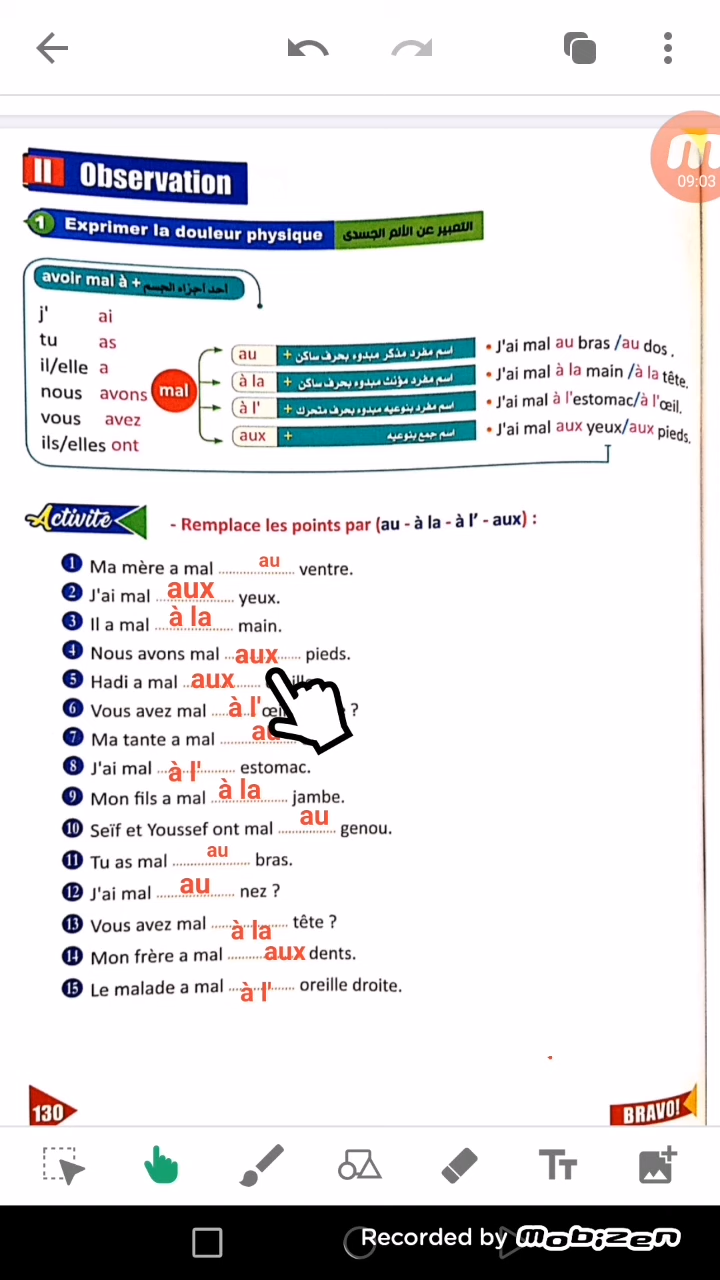 09:03
II Observation
1 Exprimer la douleur physique التعبير عن الألم الجسدى
avoir mal à + احد اجزاء الجسم
j' ai
tu as
il/elle a
nous avons
vous avez
ils/elles ont
mal
au + اسم مفرد مذكر مبدوء بحرف ساكن
à la + اسم مفرد مؤنث مبدوء بحرف ساكن
à l' + اسم مفرد بنوعيه مبدوء بحرف متحرك
aux + اسم جمع بنوعيه
• J'ai mal au bras /au dos .
• J'ai mal à la main /à la tête.
• J'ai mal à l'estomac/à l'œil.
• J'ai mal aux yeux/aux pieds.
Activité - Remplace les points par (au - à la - à l' - aux) :
1 Ma mère a mal ............ au ventre.
2 J'ai mal ...aux... yeux.
3 Il a mal ...à la... main.
4 Nous avons mal ...aux... pieds.
5 Hadi a mal ...aux...
6 Vous avez mal ....à l'œil ?
7 Ma tante a mal ............
8 J'ai mal ...à l'... estomac.
9 Mon fils a mal ...à la... jambe.
10 Seïf et Youssef ont mal ...au... genou.
11 Tu as mal ...au... bras.
12 J'ai mal ...au... nez ?
13 Vous avez mal ...à la... tête ?
14 Mon frère a mal .........aux dents.
15 Le malade a mal ...à l'... oreille droite.
130
BRAVO!
TT
Recorded by mobizen